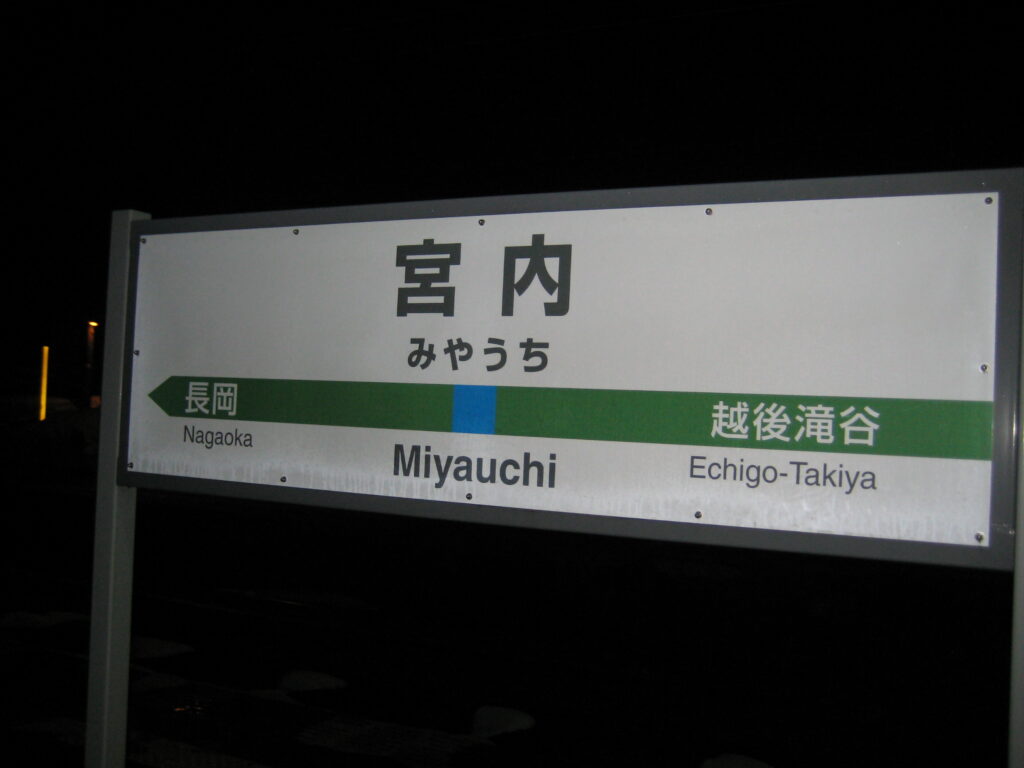 宮内
みやうち
長岡
越後滝谷
Nagaoka
Miyauchi
Echigo-Takiya